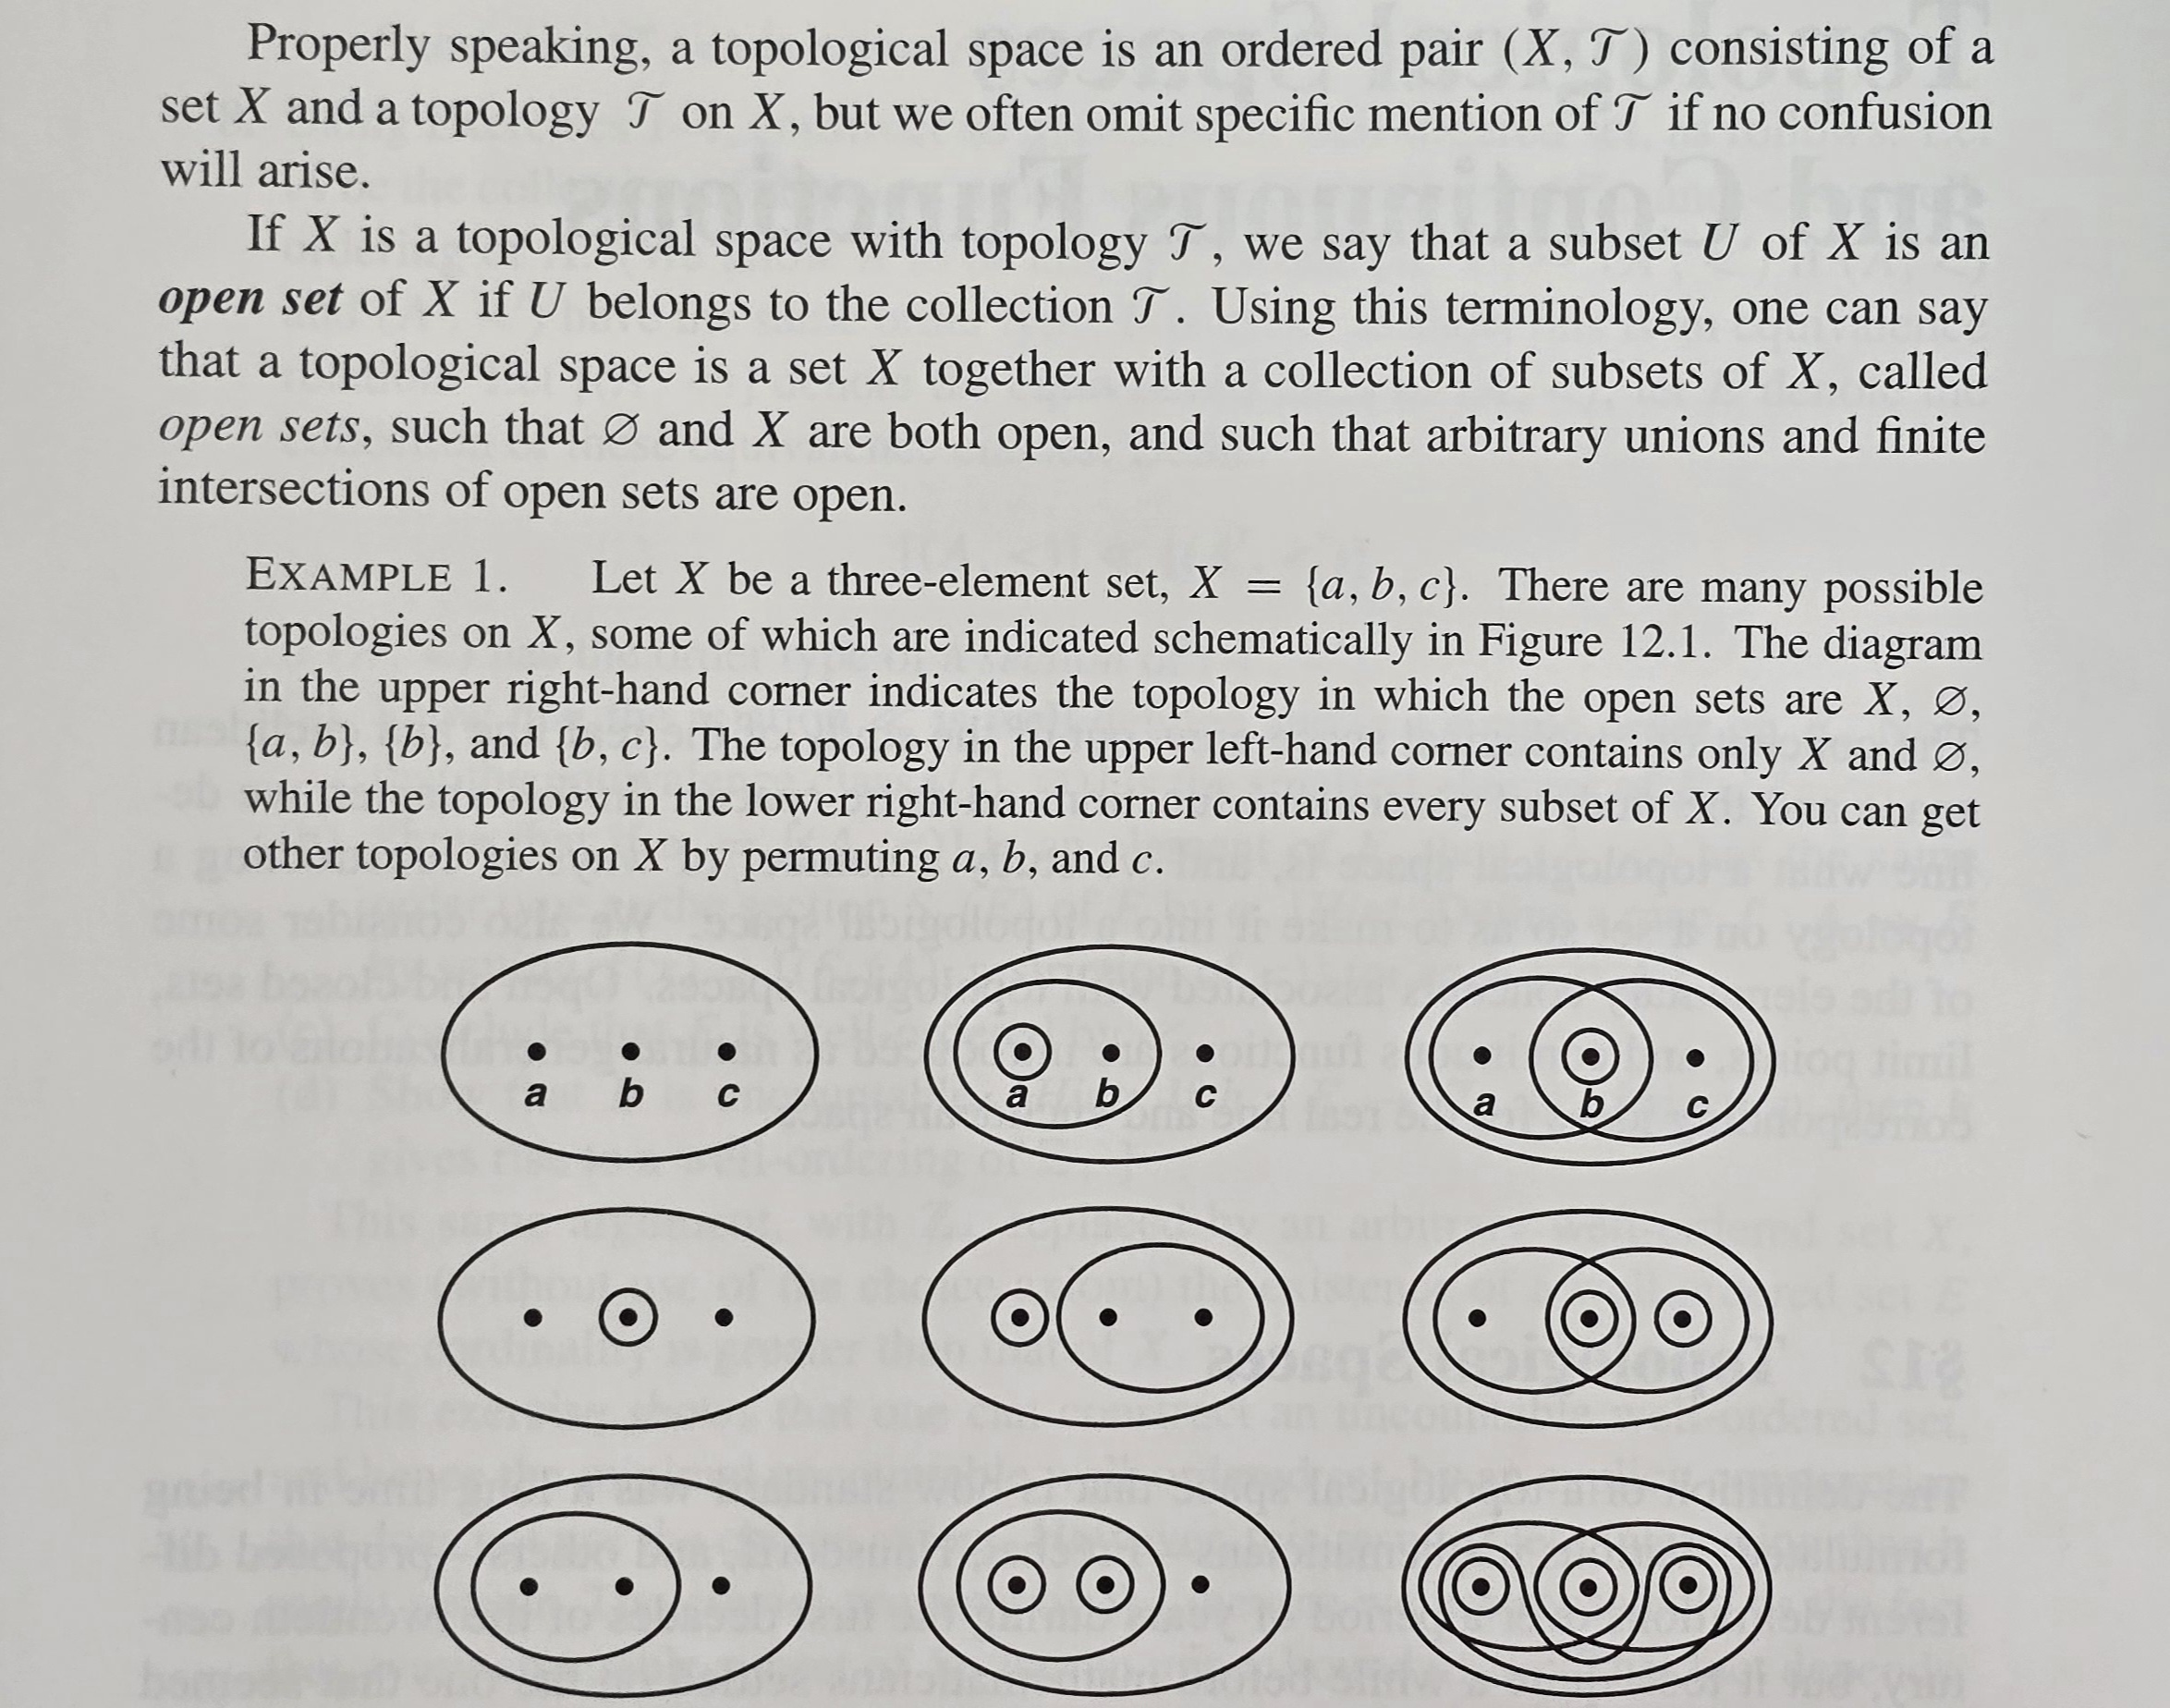 Properly speaking, a topological space is an ordered pair (X, 𝒯) consisting of a
set X and a topology 𝒯 on X, but we often omit specific mention of 𝒯 if no confusion
will arise.
If X is a topological space with topology 𝒯, we say that a subset U of X is an
open set of X if U belongs to the collection 𝒯. Using this terminology, one can say
that a topological space is a set X together with a collection of subsets of X, called
open sets, such that ∅ and X are both open, and such that arbitrary unions and finite
intersections of open sets are open.
EXAMPLE 1. Let X be a three-element set, X = {a, b, c}. There are many possible
topologies on X, some of which are indicated schematically in Figure 12.1. The diagram
in the upper right-hand corner indicates the topology in which the open sets are X, ∅,
{a, b}, {b}, and {b, c}. The topology in the upper left-hand corner contains only X and ∅,
while the topology in the lower right-hand corner contains every subset of X. You can get
other topologies on X by permuting a, b, and c.
a b c a b c a b c